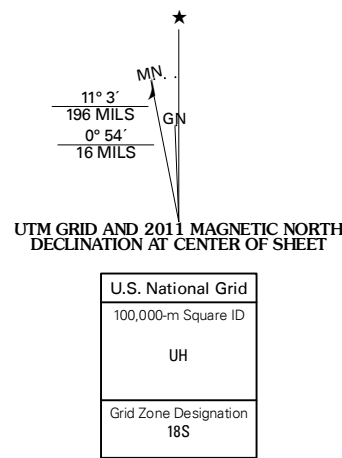 ★
MN
11° 3´
196 MILS
GN
0° 54´
16 MILS
UTM GRID AND 2011 MAGNETIC NORTH
DECLINATION AT CENTER OF SHEET
U.S. National Grid
100,000-m Square ID
UH
Grid Zone Designation
18S